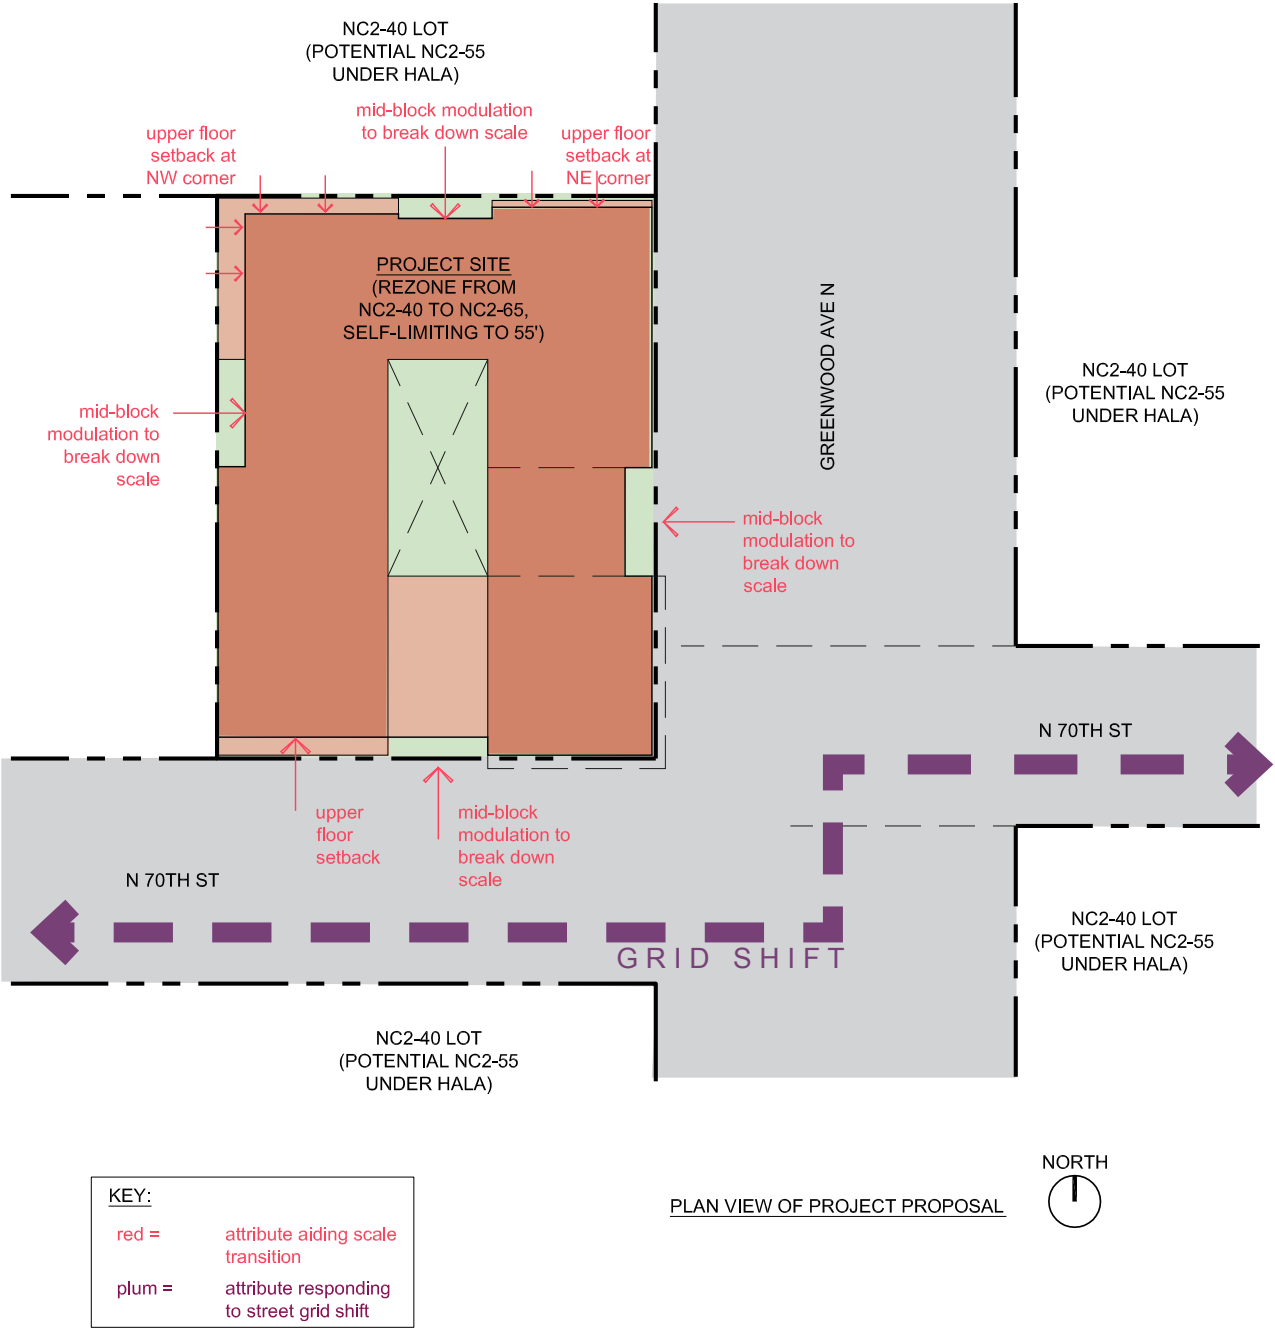 NC2-40 LOT
(POTENTIAL NC2-55
UNDER HALA)
mid-block modulation
to break down scale
upper floor
setback at
NW corner
upper floor
setback at
NE corner
PROJECT SITE
(REZONE FROM
NC2-40 TO NC2-65,
SELF-LIMITING TO 55')
GREENWOOD AVE N
NC2-40 LOT
(POTENTIAL NC2-55
UNDER HALA)
mid-block
modulation to
break down
scale
mid-block
modulation to
break down
scale
N 70TH ST
upper
floor
setback
mid-block
modulation to
break down
scale
N 70TH ST
GRID SHIFT
NC2-40 LOT
(POTENTIAL NC2-55
UNDER HALA)
NC2-40 LOT
(POTENTIAL NC2-55
UNDER HALA)
KEY:
red = attribute aiding scale
transition
plum = attribute responding
to street grid shift
PLAN VIEW OF PROJECT PROPOSAL
NORTH